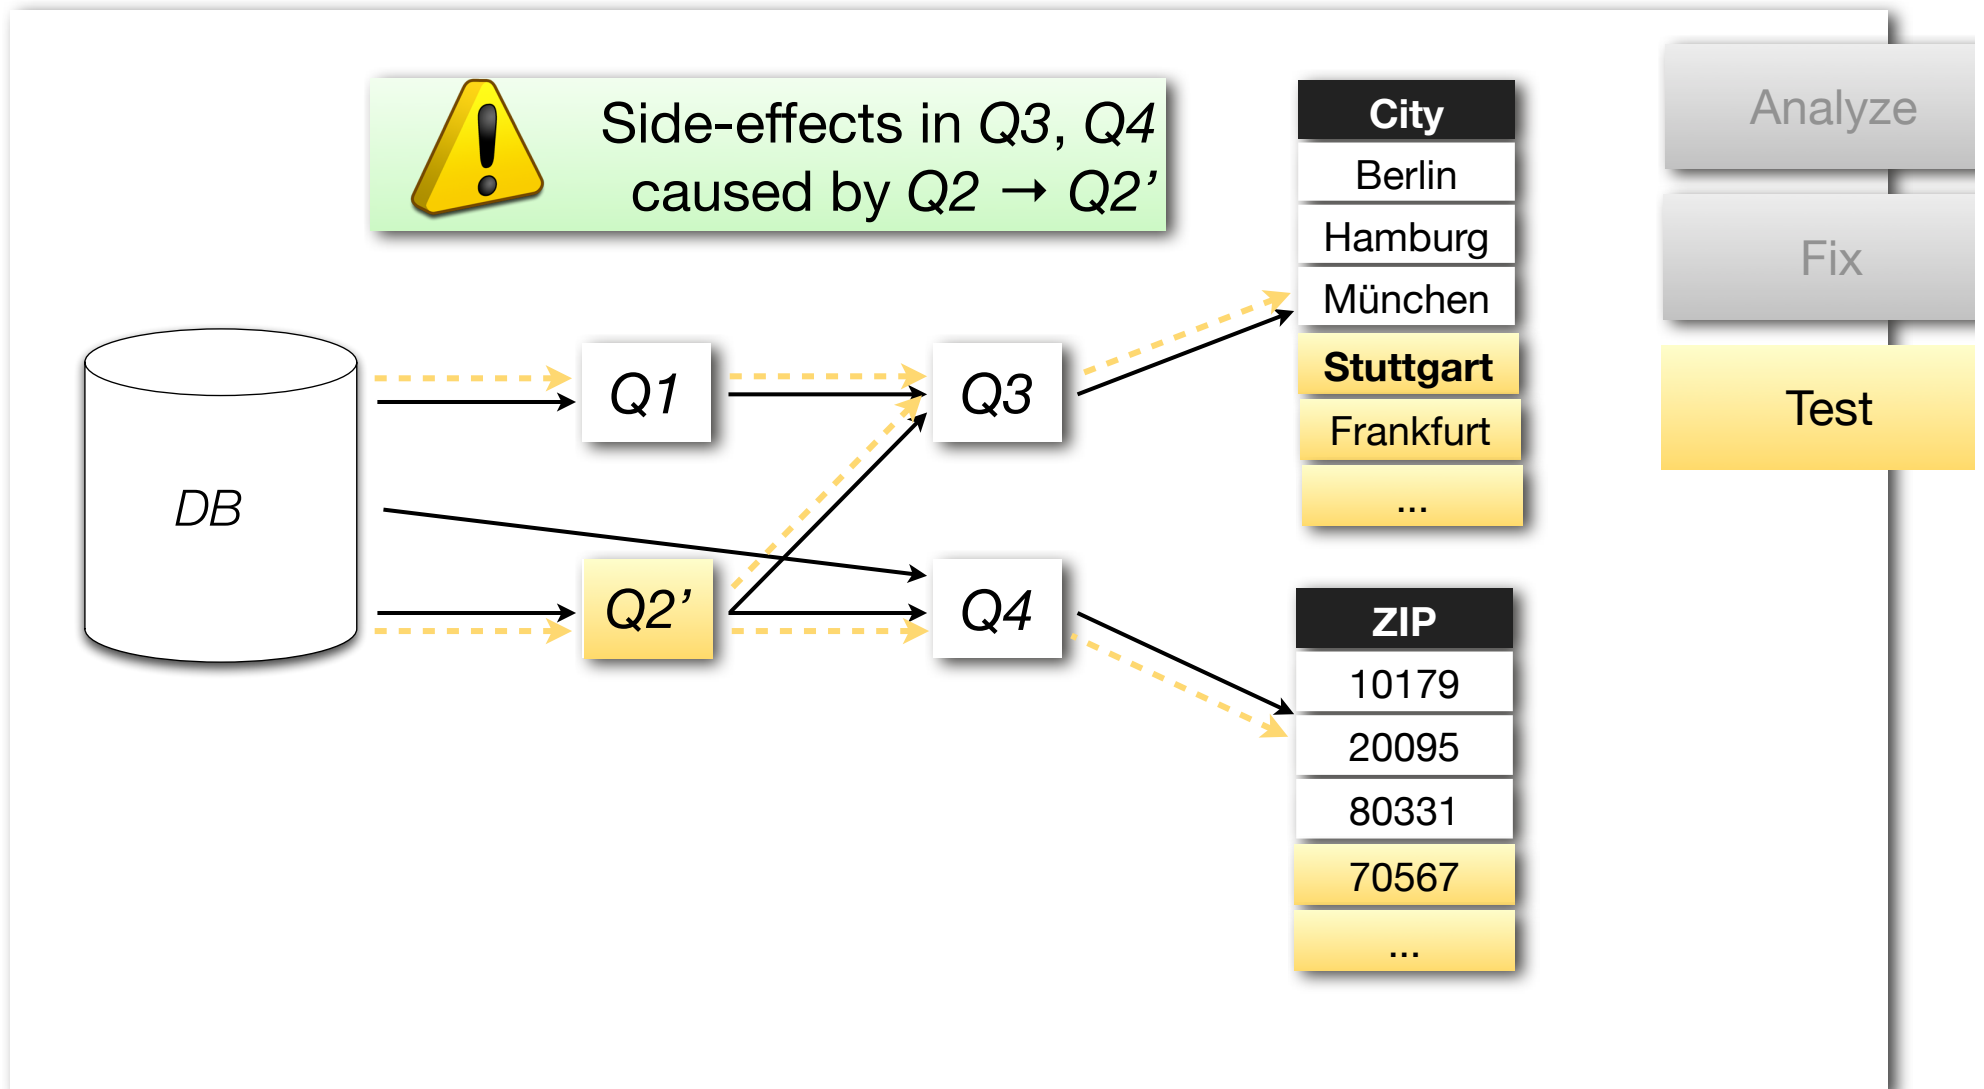 Side-effects in Q3, Q4
caused by Q2 → Q2’
City
Berlin
Hamburg
München
Stuttgart
Frankfurt
...
Analyze
Fix
Test
DB
Q1
Q3
Q2’
Q4
ZIP
10179
20095
80331
70567
...